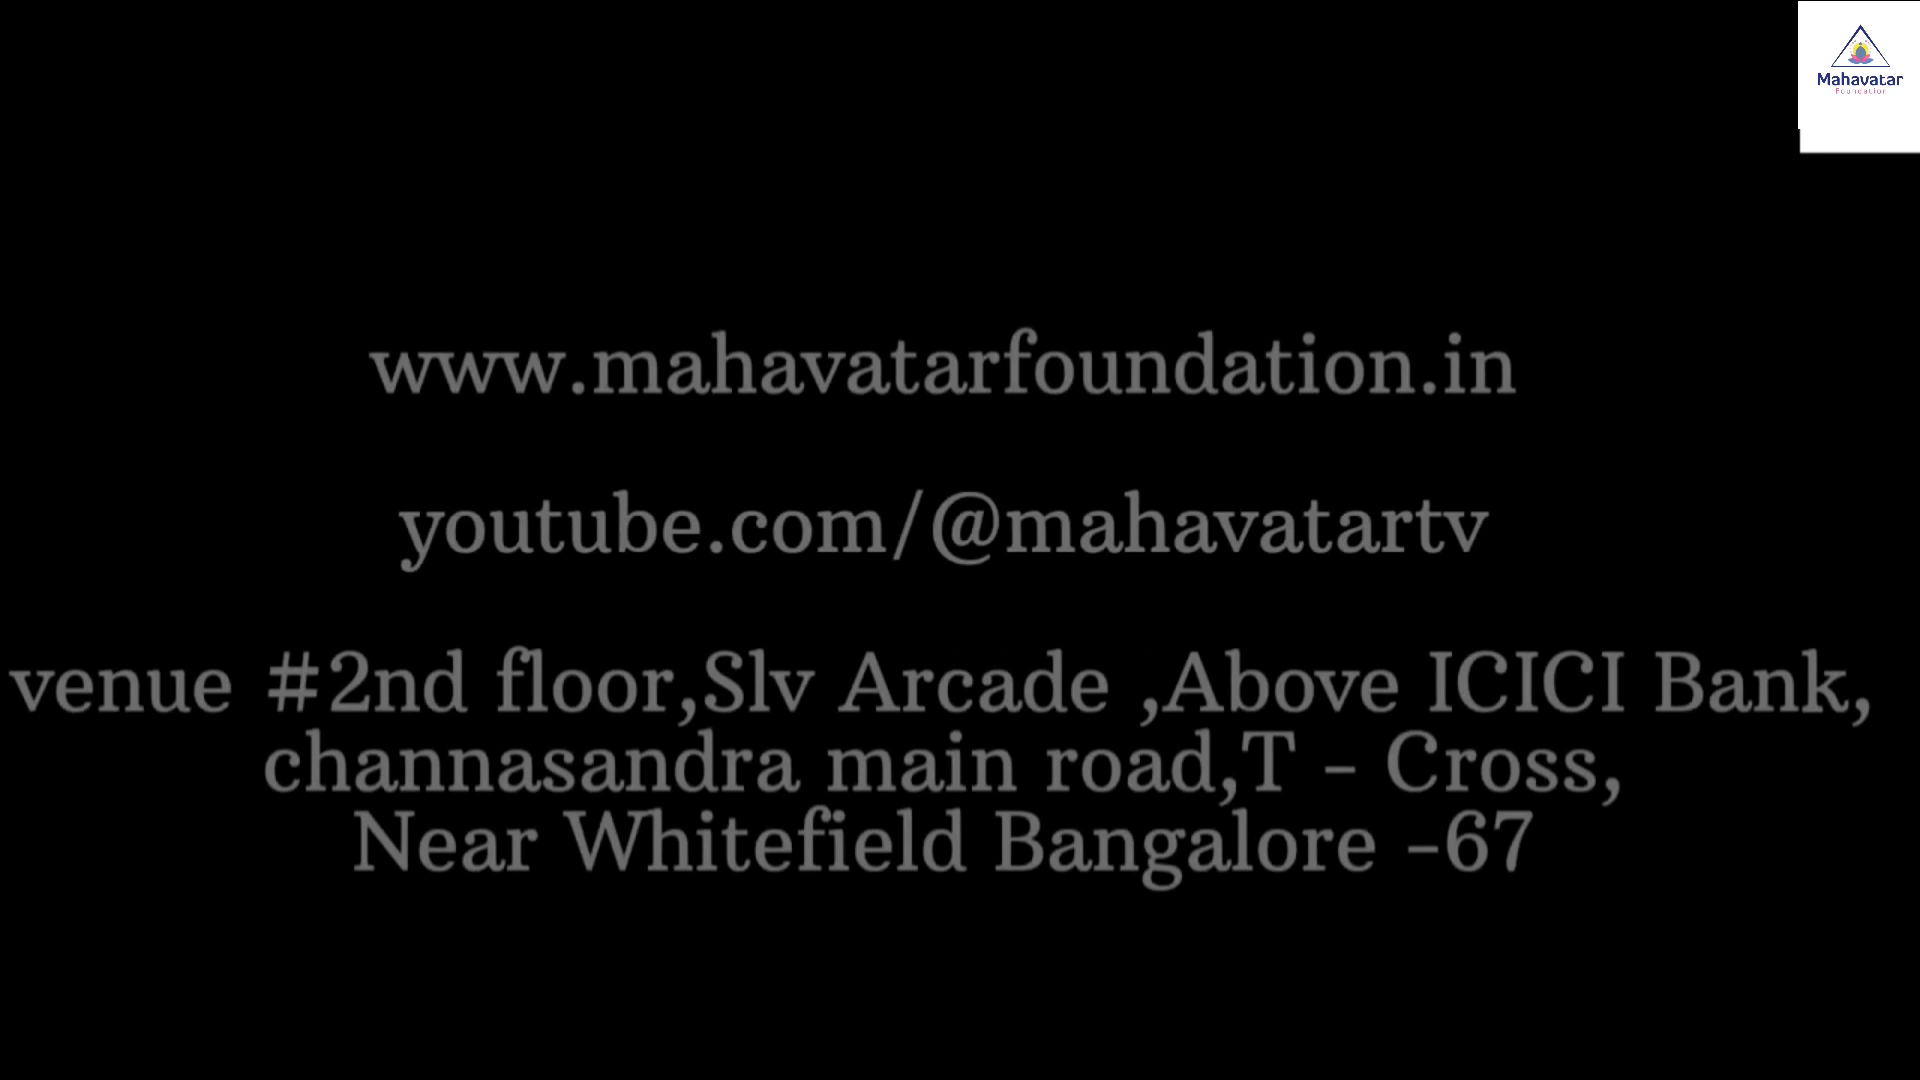 Mahavatar
Foundation
www.mahavatarfoundation.in
youtube.com/@mahavatartv
venue #2nd floor,Slv Arcade ,Above ICICI Bank,
channasandra main road,T - Cross,
Near Whitefield Bangalore -67